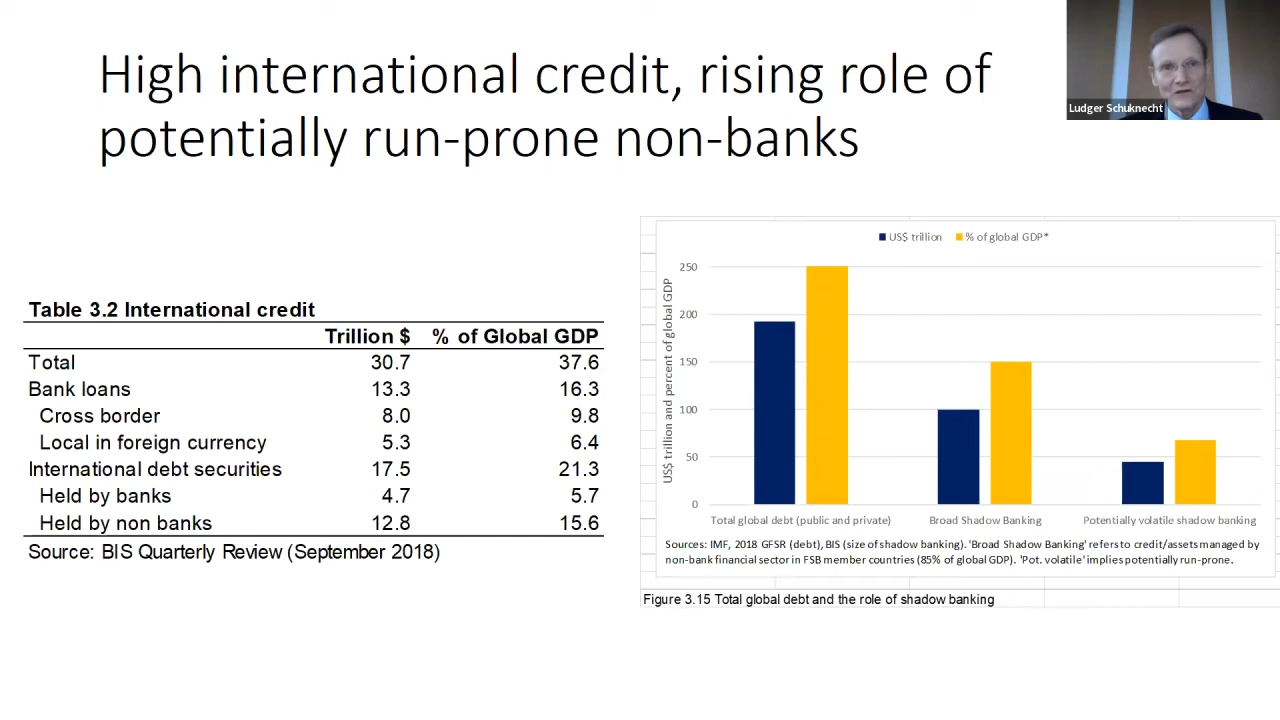 High international credit, rising role of
potentially run-prone non-banks
Ludger Schuknecht
Table 3.2 International credit
Trillion $ % of Global GDP
Total 30.7 37.6
Bank loans 13.3 16.3
Cross border 8.0 9.8
Local in foreign currency 5.3 6.4
International debt securities 17.5 21.3
Held by banks 4.7 5.7
Held by non banks 12.8 15.6
Source: BIS Quarterly Review (September 2018)
US$ trillion % of global GDP*
US$ trillion and percent of global GDP
250
200
150
100
50
0
Total global debt (public and private) Broad Shadow Banking Potentially volatile shadow banking
Sources: IMF, 2018 GFSR (debt), BIS (size of shadow banking). 'Broad Shadow Banking' refers to credit/assets managed by
non-bank financial sector in FSB member countries (85% of global GDP). 'Pot. volatile' implies potentially run-prone.
Figure 3.15 Total global debt and the role of shadow banking